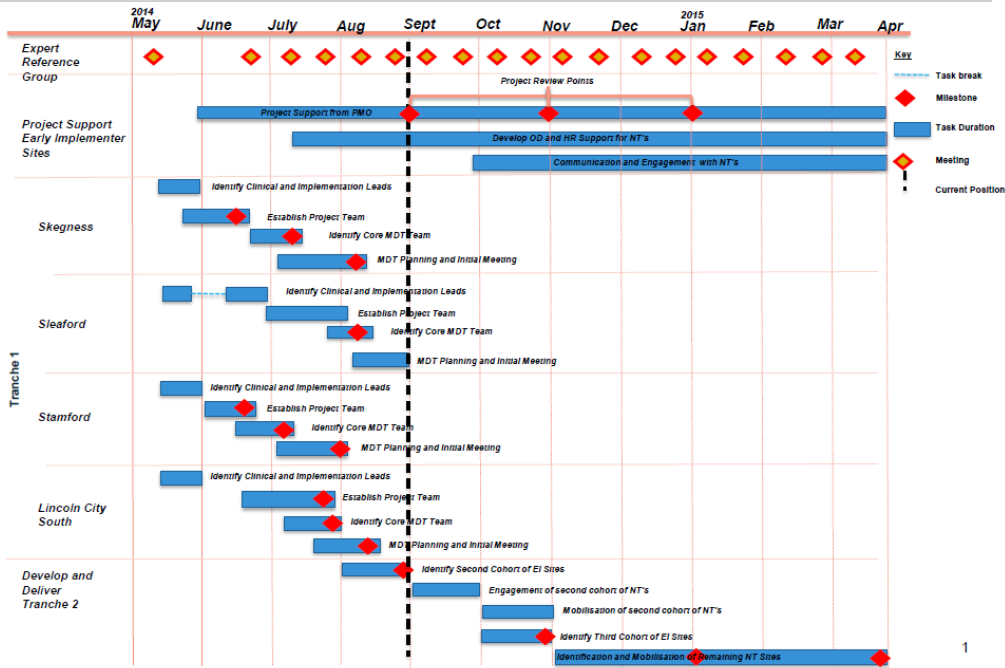 2014
May June July Aug Sept Oct Nov Dec
2015
Jan Feb Mar Apr
Expert
Reference
Group
Key
Task break
Milestone
Task Duration
Meeting
Current Position
Project Review Points
Project Support
Early Implementer
Sites
Project Support from PMO
Develop OD and HR Support for NT's
Communication and Engagement with NT's
Tranche 1
Skegness
Identify Clinical and Implementation Leads
Establish Project Team
Identify Core MDT Team
MDT Planning and Initial Meeting
Sleaford
Identify Clinical and Implementation Leads
Establish Project Team
Identify Core MDT Team
MDT Planning and Initial Meeting
Stamford
Identify Clinical and Implementation Leads
Establish Project Team
Identify Core MDT Team
MDT Planning and Initial Meeting
Lincoln City
South
Identify Clinical and Implementation Leads
Establish Project Team
Identify Core MDT Team
MDT Planning and Initial Meeting
Develop and
Deliver
Tranche 2
Identify Second Cohort of EI Sites
Engagement of second cohort of NT's
Mobilisation of second cohort of NT's
Identify Third Cohort of EI Sites
Identification and Mobilisation of Remaining NT Sites
1